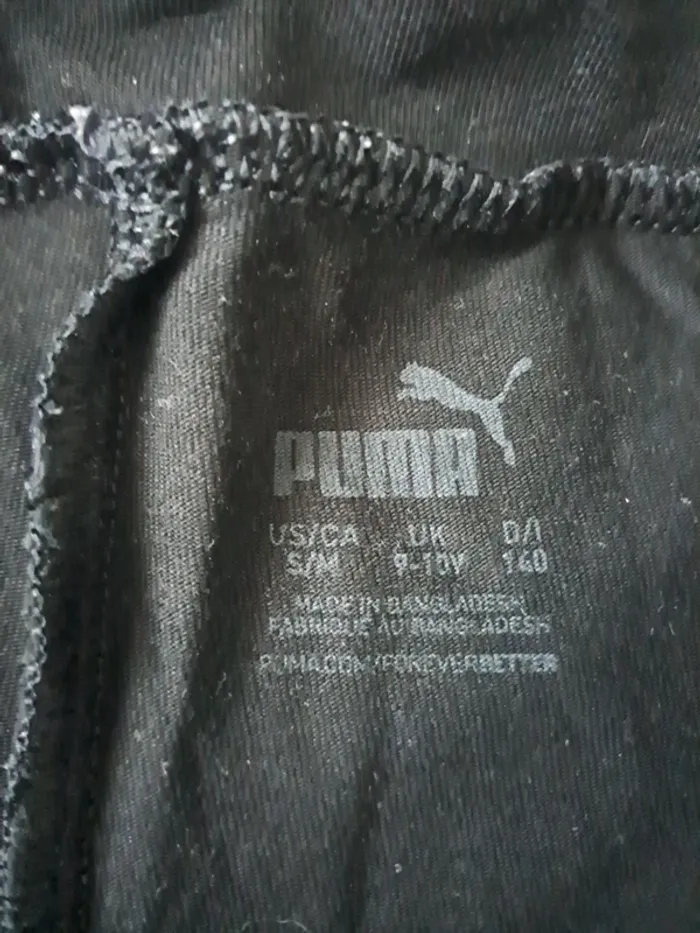 PUMA
US/CA UK D/I
S/M 9-10Y 140
MADE IN BANGLADESH
FABRIQUÉ AU BANGLADESH
PUMA.COM/FOREVERBETTER